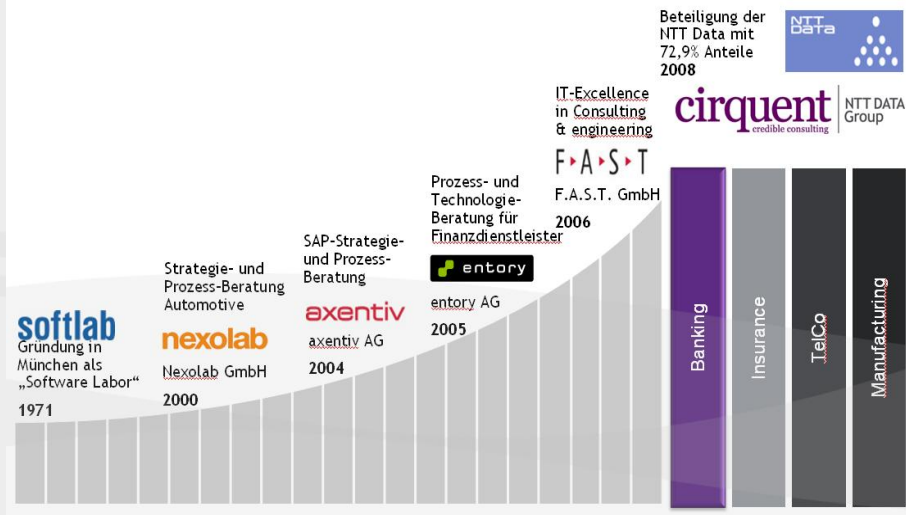 softlab
Gründung in
München als
„Software Labor“
1971
Strategie- und
Prozess-Beratung
Automotive
nexolab
Nexolab GmbH
2000
SAP-Strategie-
und Prozess-
Beratung
axentiv
axentiv AG
2004
Prozess- und
Technologie-
Beratung für
Finanzdienstleister
entory
entory AG
2005
IT-Excellence
in Consulting
& engineering
F▸A▸S▸T
F.A.S.T. GmbH
2006
Beteiligung der
NTT Data mit
72,9% Anteile
2008
NTT
DATA
cirquent
credible consulting
NTT DATA
Group
Banking
Insurance
TelCo
Manufacturing